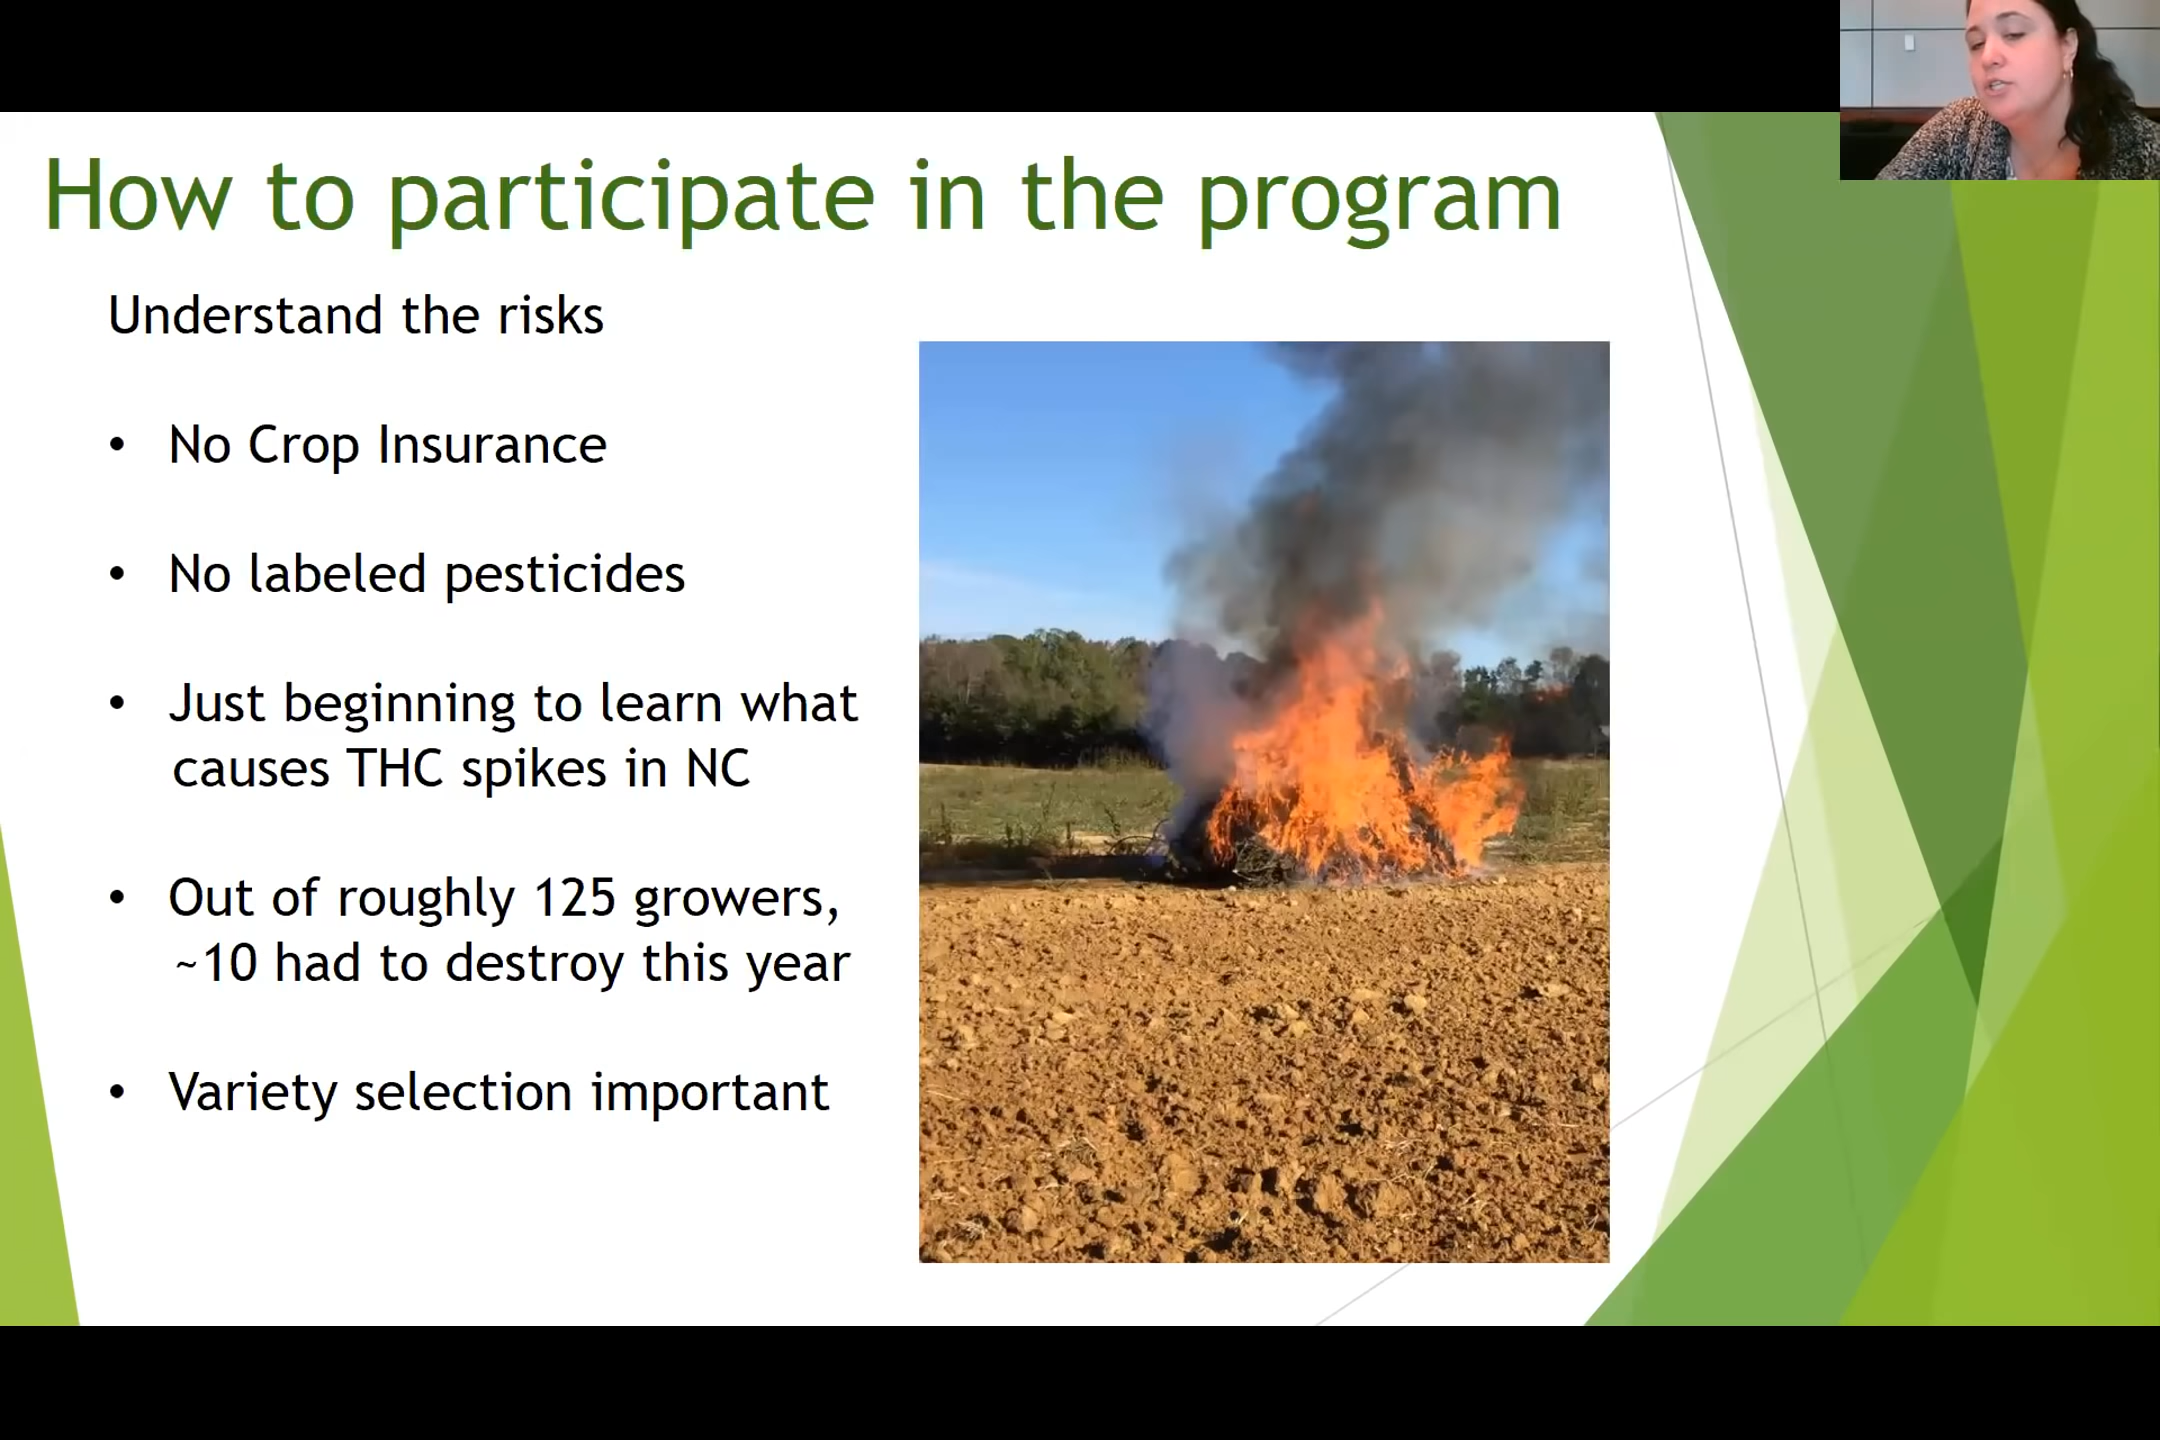 How to participate in the program
Understand the risks
• No Crop Insurance
• No labeled pesticides
• Just beginning to learn what
causes THC spikes in NC
• Out of roughly 125 growers,
~10 had to destroy this year
• Variety selection important